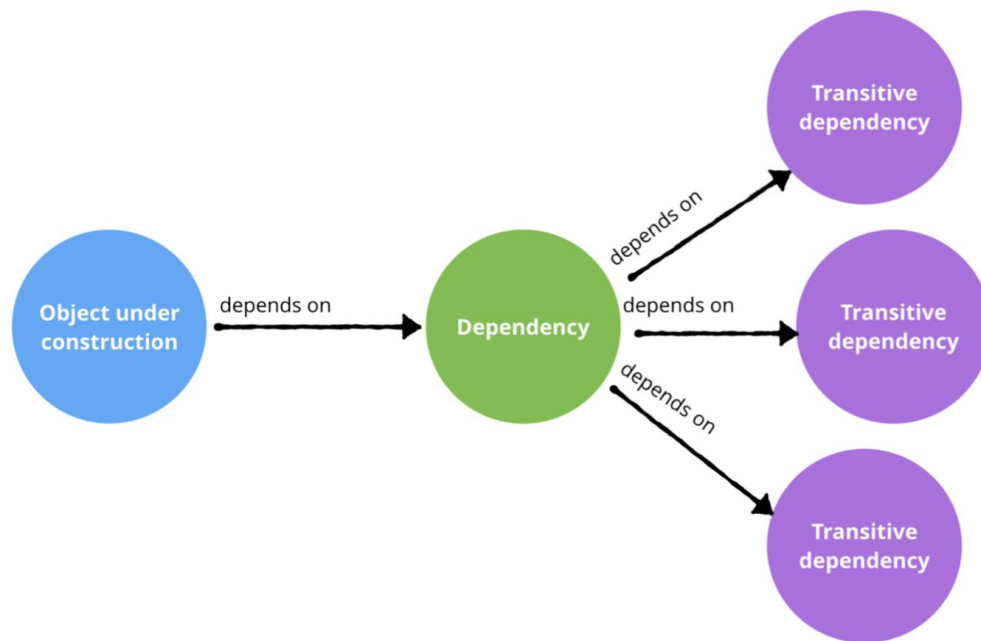 Object under
construction
depends on
Dependency
depends on
Transitive
dependency
depends on
Transitive
dependency
depends on
Transitive
dependency